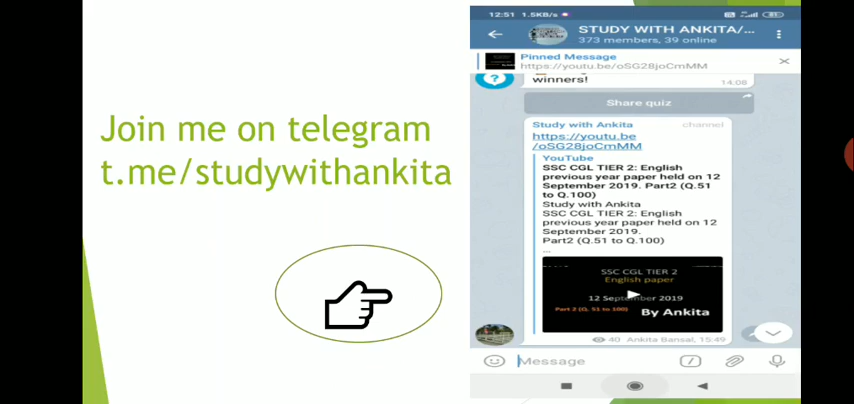 Join me on telegram
t.me/studywithankita
12:51 1.5KB/s
STUDY WITH ANKITA/...
373 members, 39 online
Pinned Message
https://youtu.be/oSG28joCmMM
winners!
14:08
Share quiz
Study with Ankita
channel
https://youtu.be
/oSG28joCmMM
YouTube
SSC CGL TIER 2: English
previous year paper held on 12
September 2019. Part2 (Q.51
to Q.100)
Study with Ankita
SSC CGL TIER 2: English
previous year paper held on 12
September 2019.
Part2 (Q.51 to Q.100)
...
SSC CGL TIER 2
English paper
12 September 2019
Part 2 (Q. 51 to 100)
By Ankita
40 Ankita Bansal, 15:49
Message